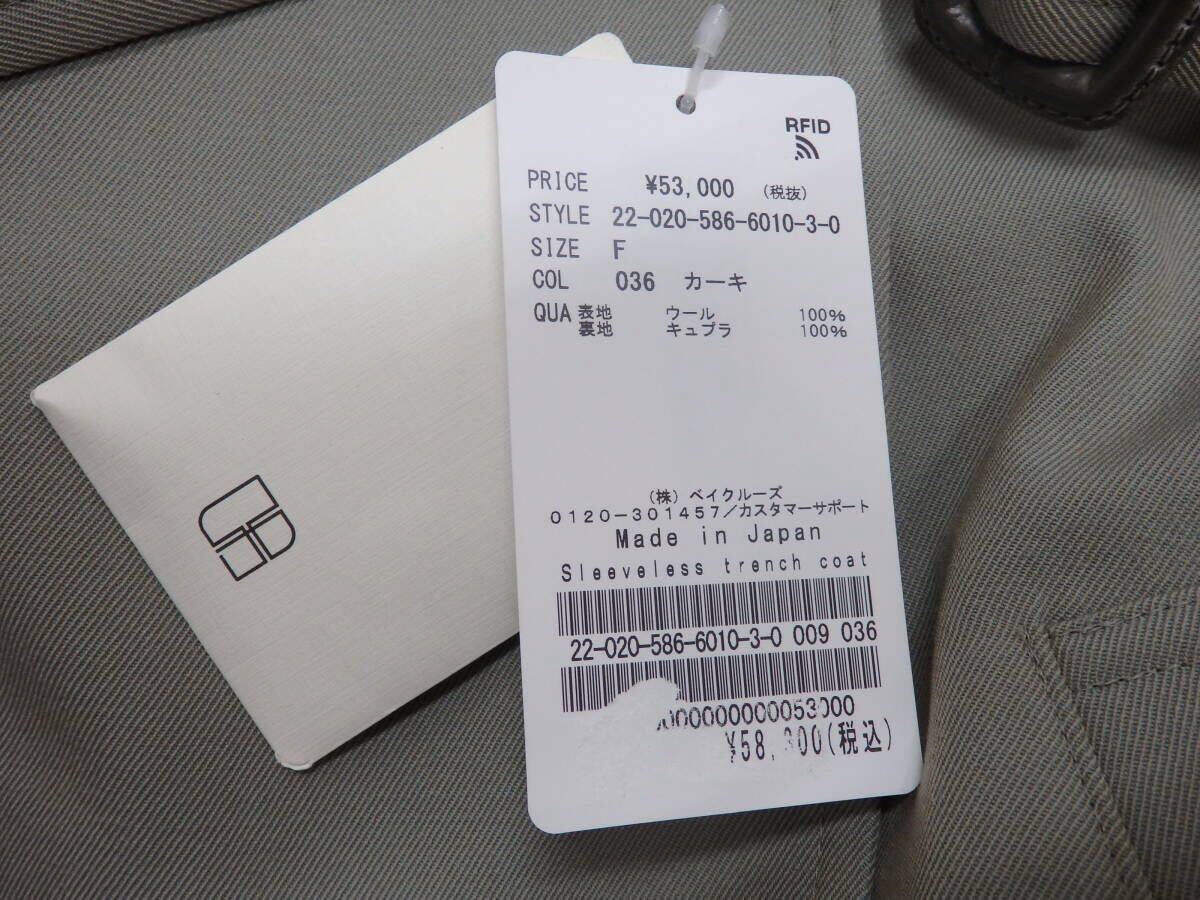 RFID
PRICE ¥53,000 (税抜)
STYLE 22-020-586-6010-3-0
SIZE F
COL 036 カーキ
QUA 表地 ウール 100%
裏地 キュプラ 100%
(株) ベイクルーズ
0120-301457/カスタマーサポート
Made in Japan
Sleeveless trench coat
22-020-586-6010-3-0 009 036
(税込)